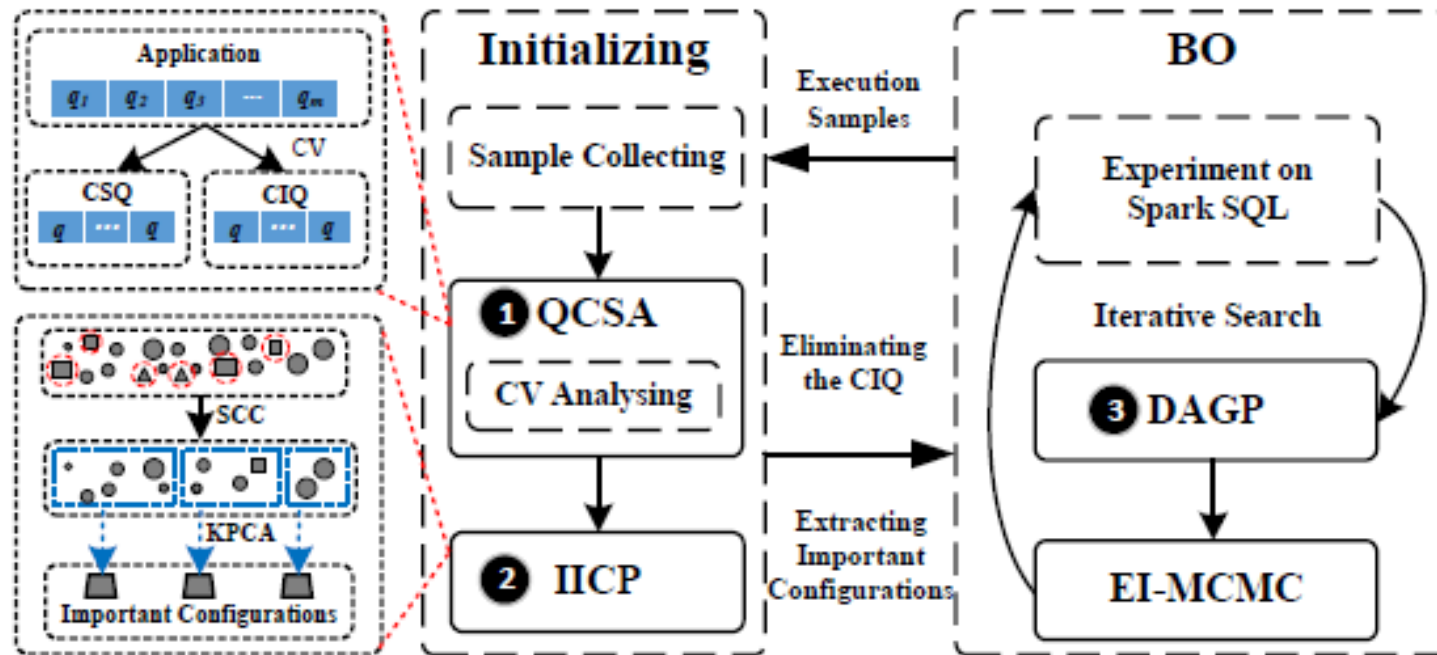 Application
q1 q2 q3 ... qm
CV
CSQ
q ... q
CIQ
q ... q
SCC
KPCA
Important Configurations
Initializing
Sample Collecting
1 QCSA
CV Analysing
2 IICP
Execution
Samples
Eliminating
the CIQ
Extracting
Important
Configurations
BO
Experiment on
Spark SQL
Iterative Search
3 DAGP
EI-MCMC